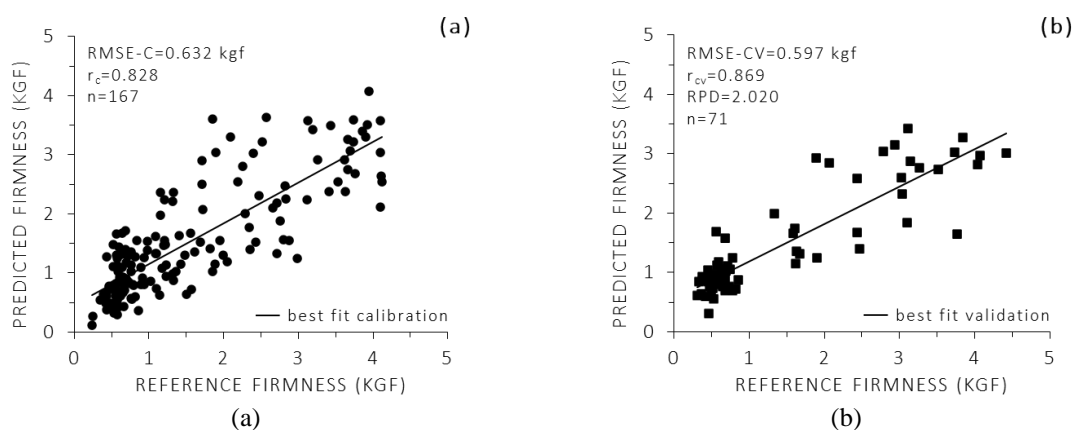 (a)
RMSE-C=0.632 kgf
r_c=0.828
n=167
PREDICTED FIRMNESS (KGF)
5
4
3
2
1
0
best fit calibration
0 1 2 3 4 5
REFERENCE FIRMNESS (KGF)
(a)
(b)
RMSE-CV=0.597 kgf
r_cv=0.869
RPD=2.020
n=71
PREDICTED FIRMNESS (KGF)
5
4
3
2
1
0
best fit validation
0 1 2 3 4 5
REFERENCE FIRMNESS (KGF)
(b)